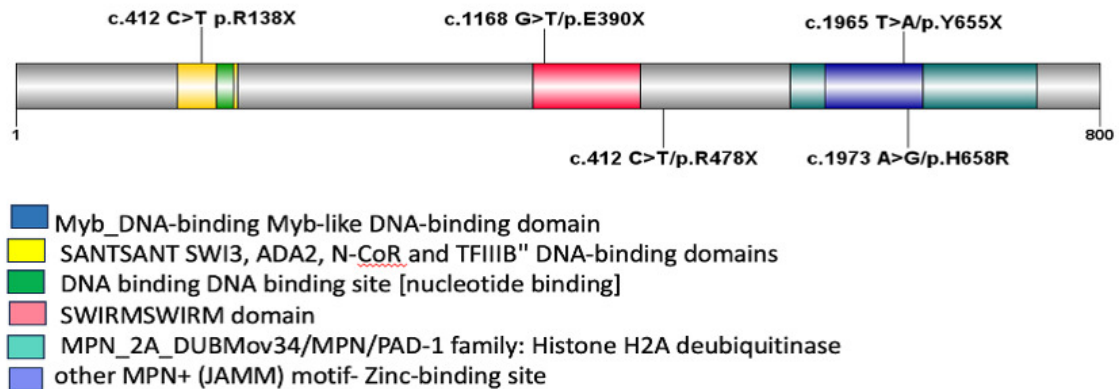 c.412 C>T p.R138X
c.1168 G>T/p.E390X
c.1965 T>A/p.Y655X
1
800
c.412 C>T/p.R478X
c.1973 A>G/p.H658R
Myb_DNA-binding Myb-like DNA-binding domain
SANTSANT SWI3, ADA2, N-CoR and TFIIIB" DNA-binding domains
DNA binding DNA binding site [nucleotide binding]
SWIRMSWIRM domain
MPN_2A_DUBMov34/MPN/PAD-1 family: Histone H2A deubiquitinase
other MPN+ (JAMM) motif- Zinc-binding site